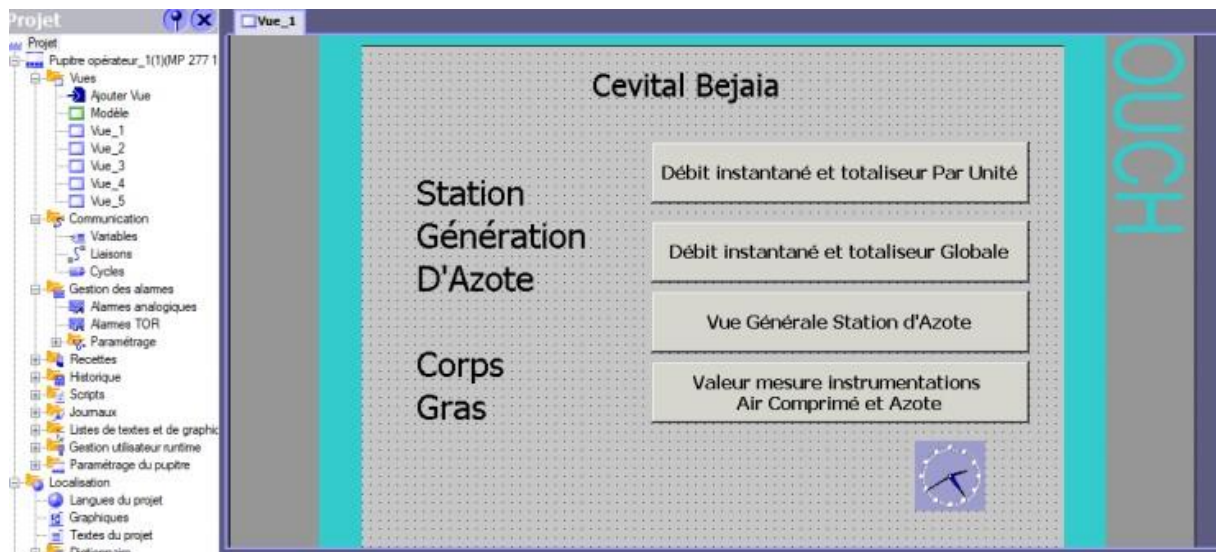 Projet
Vue_1
Projet
Pupitre opérateur_1(1)(MP 277 1
Vues
Ajouter Vue
Modèle
Vue_1
Vue_2
Vue_3
Vue_4
Vue_5
Communication
Variables
Liaisons
Cycles
Gestion des alarmes
Alarmes analogiques
Alarmes TOR
Paramétrage
Recettes
Historique
Scripts
Journaux
Listes de textes et de graphic
Gestion utilisateur runtime
Paramétrage du pupitre
Localisation
Langues du projet
Graphiques
Textes du projet
Dictionnaire
Cevital Bejaia
Station
Génération
D'Azote
Corps
Gras
Débit instantané et totaliseur Par Unité
Débit instantané et totaliseur Globale
Vue Générale Station d'Azote
Valeur mesure instrumentations
Air Comprimé et Azote
OUCH